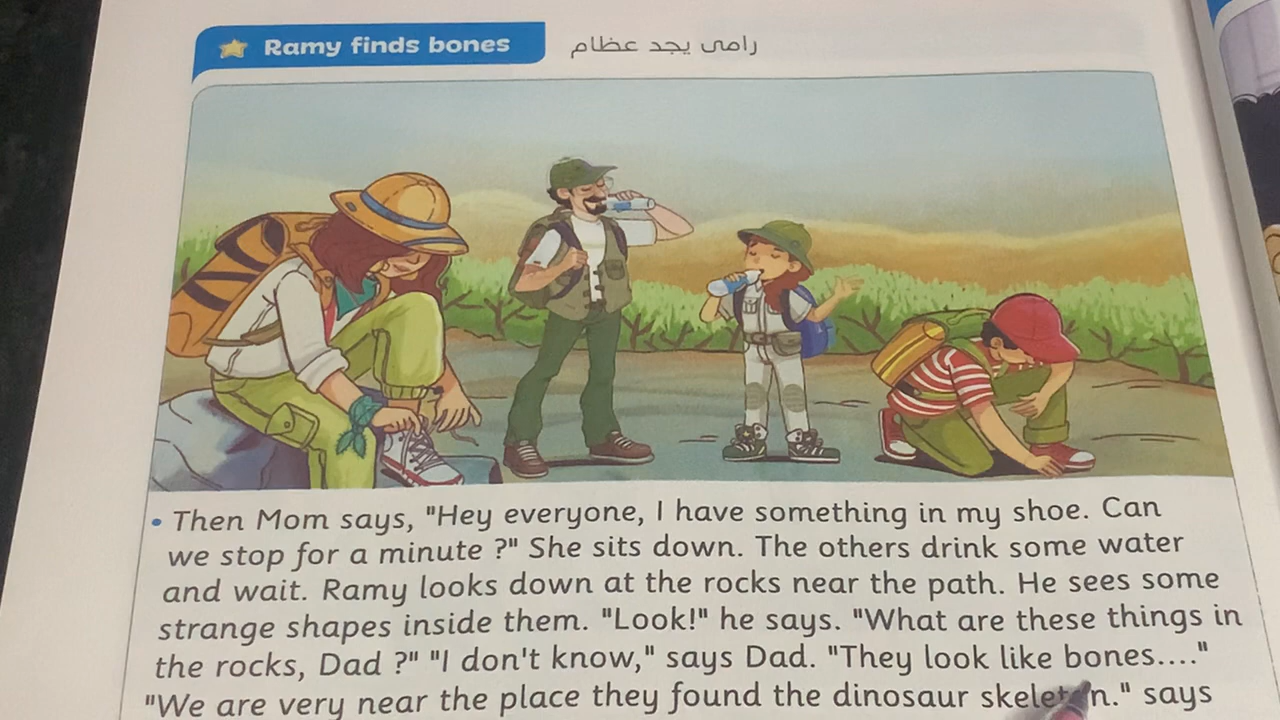 Ramy finds bones
رامى يجد عظام
• Then Mom says, "Hey everyone, I have something in my shoe. Can
we stop for a minute ?" She sits down. The others drink some water
and wait. Ramy looks down at the rocks near the path. He sees some
strange shapes inside them. "Look!" he says. "What are these things in
the rocks, Dad ?" "I don't know," says Dad. "They look like bones...."
"We are very near the place they found the dinosaur skeleton." says